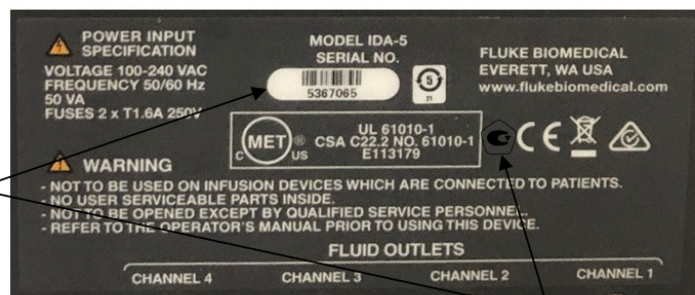 POWER INPUT
SPECIFICATION
VOLTAGE 100-240 VAC
FREQUENCY 50/60 Hz
50 VA
FUSES 2 x T1.6A 250V
MODEL IDA-5
SERIAL NO.
5367065
5
FLUKE BIOMEDICAL
EVERETT, WA USA
www.flukebiomedical.com
C MET ® US
UL 61010-1
CSA C22.2 NO. 61010-1
E113179
CE
WARNING
- NOT TO BE USED ON INFUSION DEVICES WHICH ARE CONNECTED TO PATIENTS.
- NO USER SERVICEABLE PARTS INSIDE.
- NOT TO BE OPENED EXCEPT BY QUALIFIED SERVICE PERSONNEL.
- REFER TO THE OPERATOR'S MANUAL PRIOR TO USING THIS DEVICE.
FLUID OUTLETS
CHANNEL 4 CHANNEL 3 CHANNEL 2 CHANNEL 1